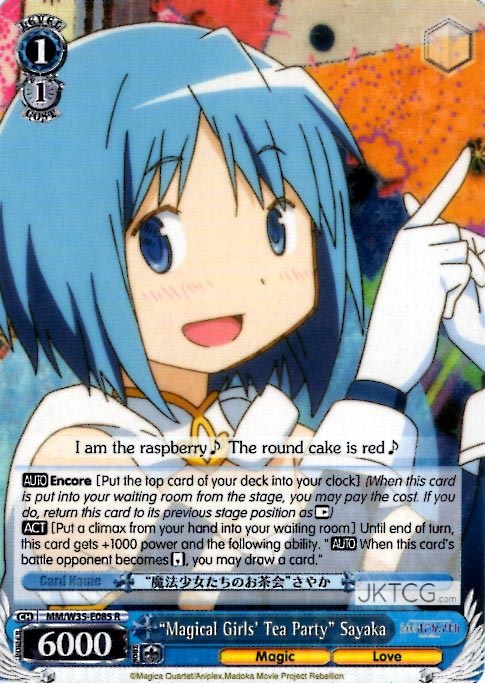 LEVEL
1
1
COST
I am the raspberry♪ The round cake is red♪
AUTO Encore [Put the top card of your deck into your clock] (When this card
is put into your waiting room from the stage, you may pay the cost. If you
do, return this card to its previous stage position as )
ACT [Put a climax from your hand into your waiting room] Until end of turn,
this card gets +1000 power and the following ability. "AUTO When this card's
battle opponent becomes , you may draw a card."
Card Name
"魔法少女たちのお茶会"さやか
JKTCG.com
CH MM/W35-E085 R
"Magical Girls' Tea Party" Sayaka
POWER
6000
SOUL
Magic
Love
©Magica Quartet/Aniplex.Madoka Movie Project Rebellion